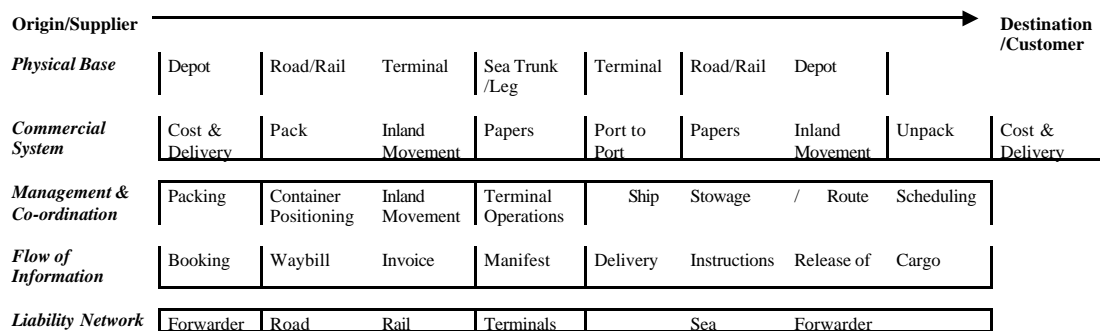 Origin/Supplier Destination
/Customer
Physical Base Depot Road/Rail Terminal Sea Trunk Terminal Road/Rail Depot
/Leg
Commercial Cost & Pack Inland Papers Port to Papers Inland Unpack Cost &
System Delivery Movement Port Movement Delivery
Management & Packing Container Inland Terminal Ship Stowage / Route Scheduling
Co-ordination Positioning Movement Operations
Flow of Booking Waybill Invoice Manifest Delivery Instructions Release of Cargo
Information
Liability Network Forwarder Road Rail Terminals Sea Forwarder